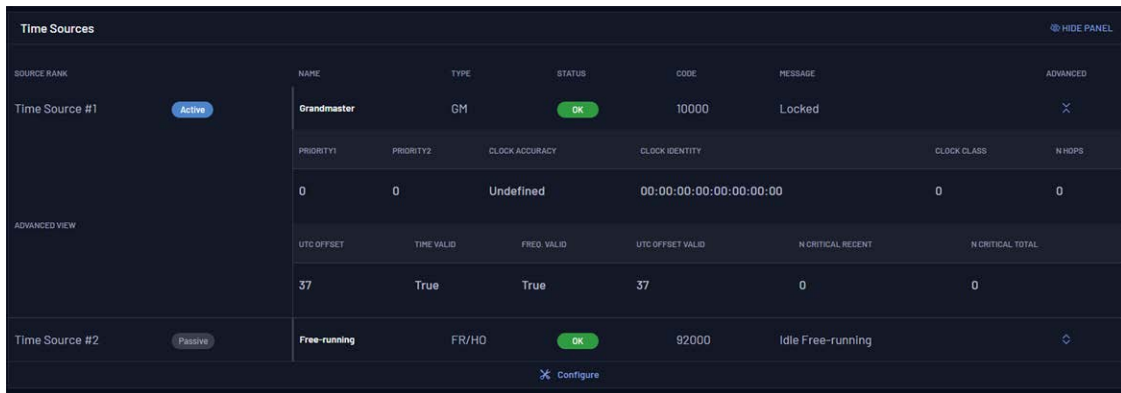 Time Sources HIDE PANEL
SOURCE RANK NAME TYPE STATUS CODE MESSAGE ADVANCED
Time Source #1 Active Grandmaster GM OK 10000 Locked
PRIORITY1 PRIORITY2 CLOCK ACCURACY CLOCK IDENTITY CLOCK CLASS N HOPS
0 0 Undefined 00:00:00:00:00:00:00:00 0 0
ADVANCED VIEW
UTC OFFSET TIME VALID FREQ. VALID UTC OFFSET VALID N CRITICAL RECENT N CRITICAL TOTAL
37 True True 37 0 0
Time Source #2 Passive Free-running FR/HO OK 92000 Idle Free-running
Configure